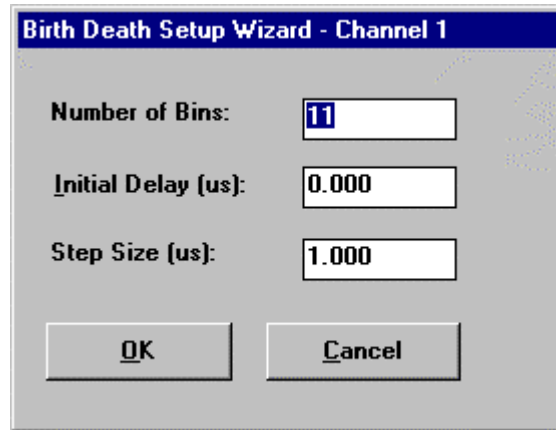 Birth Death Setup Wizard - Channel 1
Number of Bins: 11
Initial Delay (us): 0.000
Step Size (us): 1.000
OK Cancel